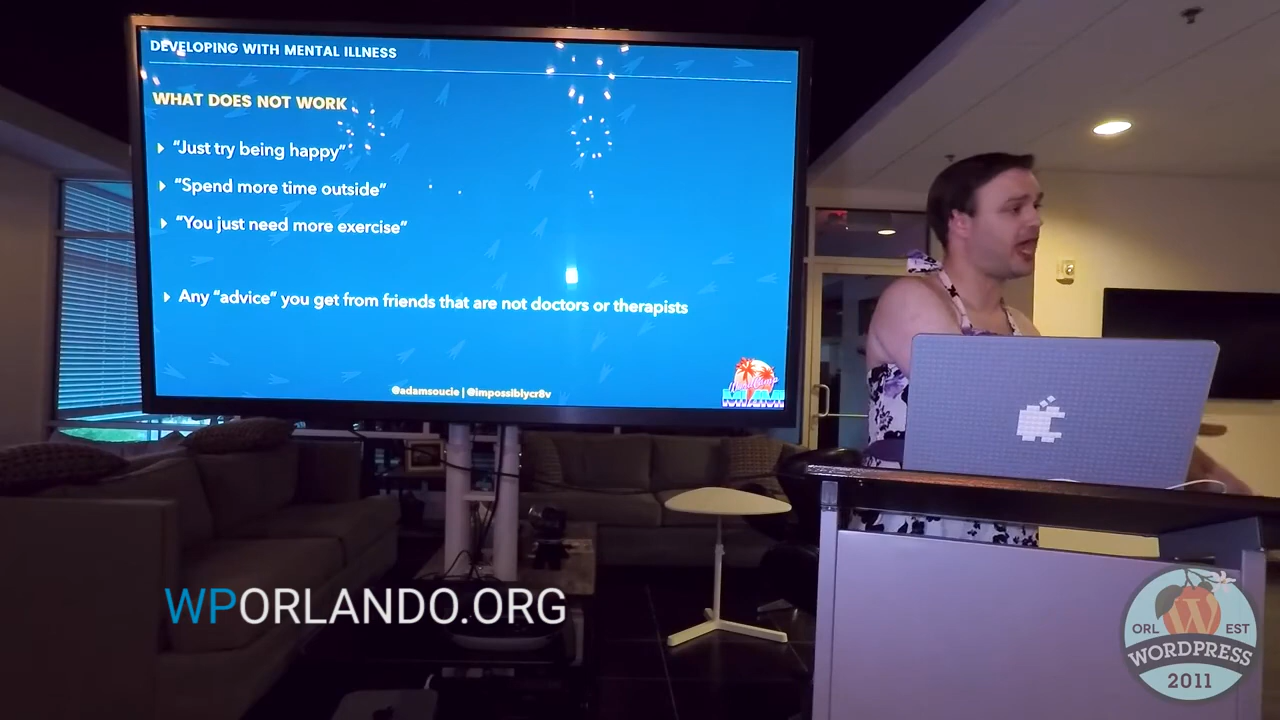 DEVELOPING WITH MENTAL ILLNESS
WHAT DOES NOT WORK
"Just try being happy"
"Spend more time outside"
"You just need more exercise"
Any "advice" you get from friends that are not doctors or therapists
@adamsoucie | @impossiblycr8v
WordCamp
MIAMI
WPORLANDO.ORG
ORL EST
WORDPRESS
2011